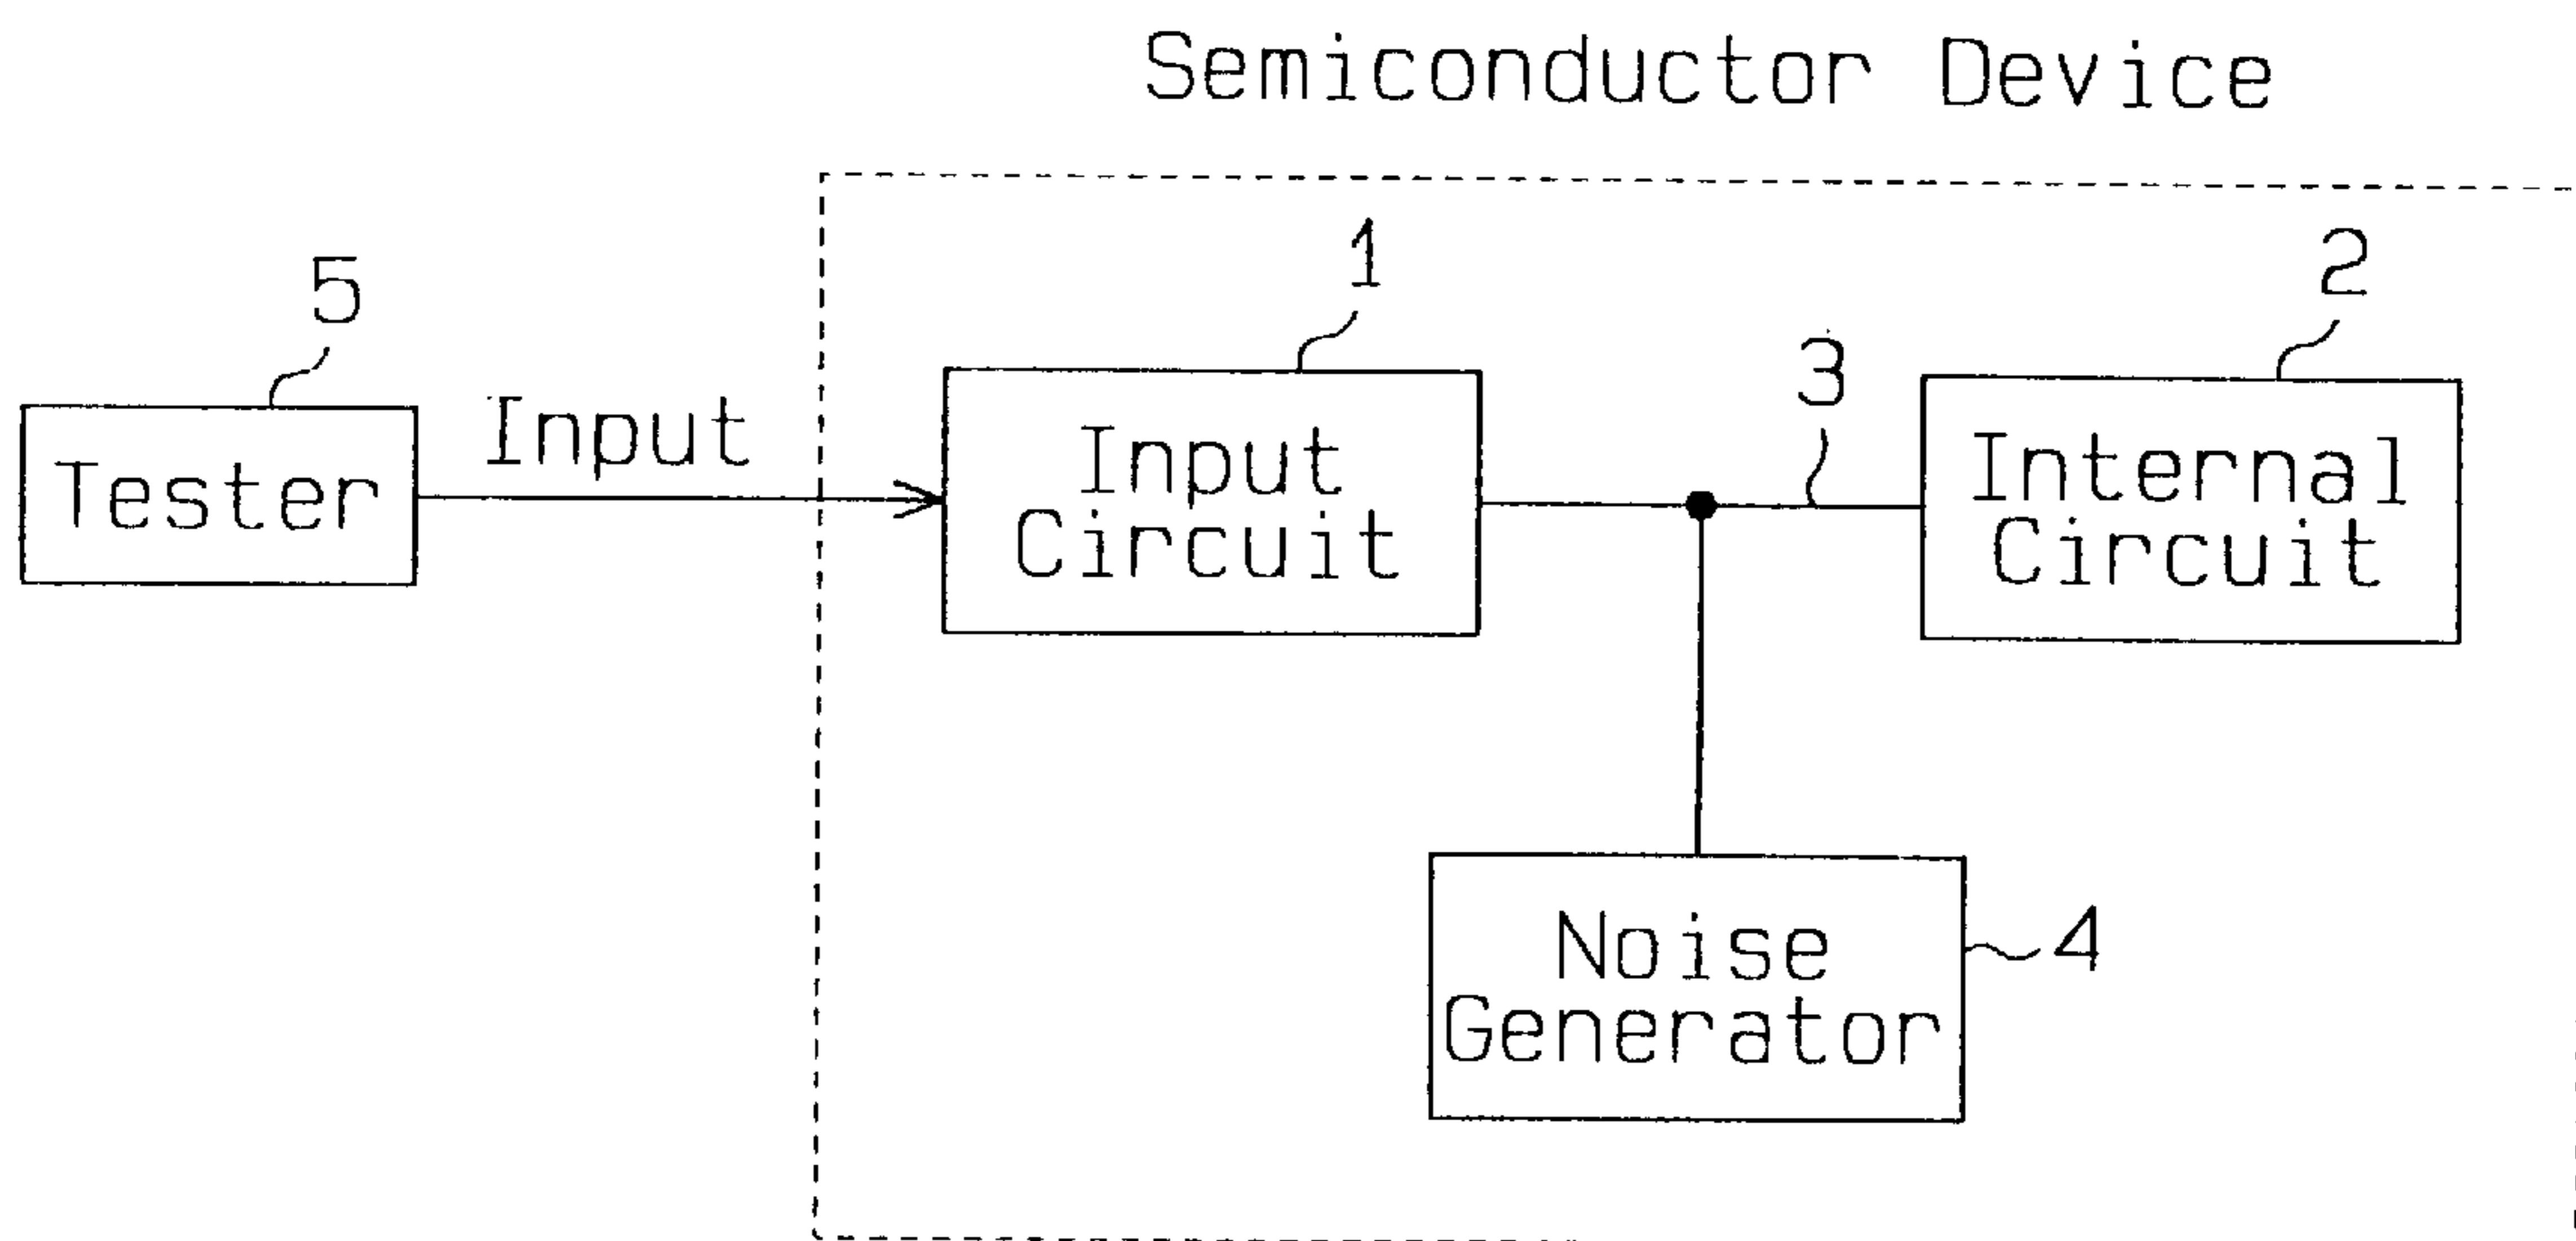 Semiconductor Device
5
1
2
3
Tester
Input
Input
Circuit
Internal
Circuit
Noise
Generator
4